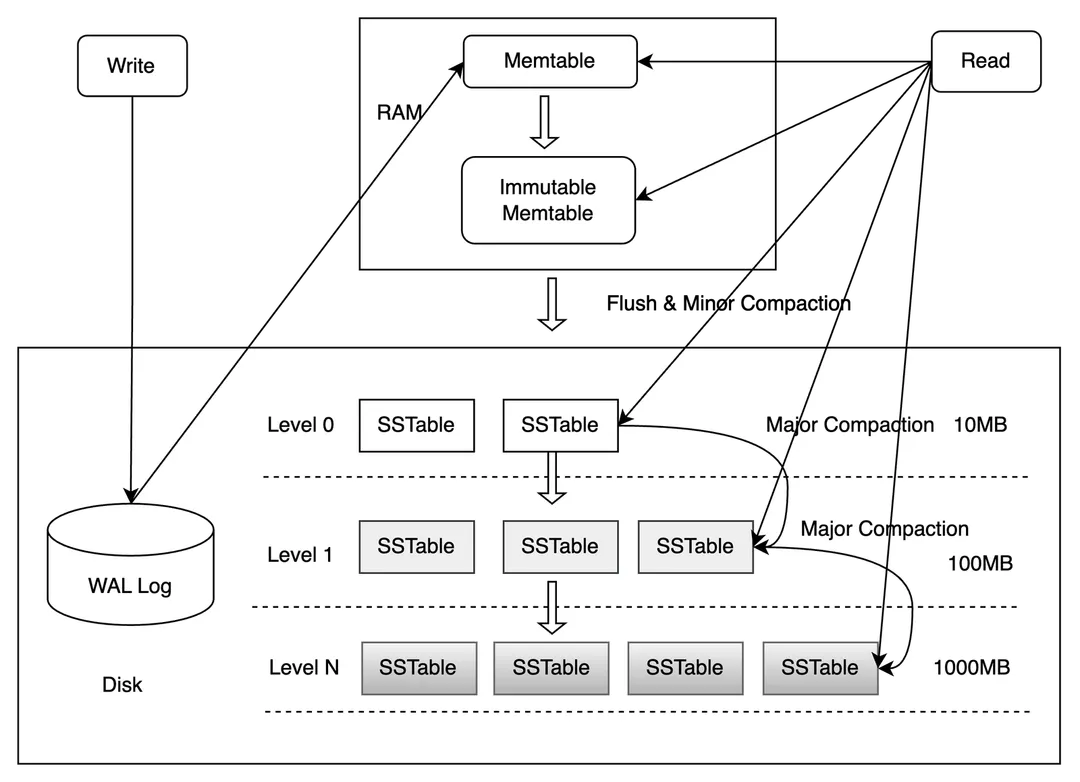 Write
Memtable
Read
RAM
Immutable
Memtable
Flush & Minor Compaction
Level 0
SSTable
SSTable
Major Compaction
10MB
Level 1
SSTable
SSTable
SSTable
Major Compaction
100MB
WAL Log
Level N
SSTable
SSTable
SSTable
SSTable
1000MB
Disk